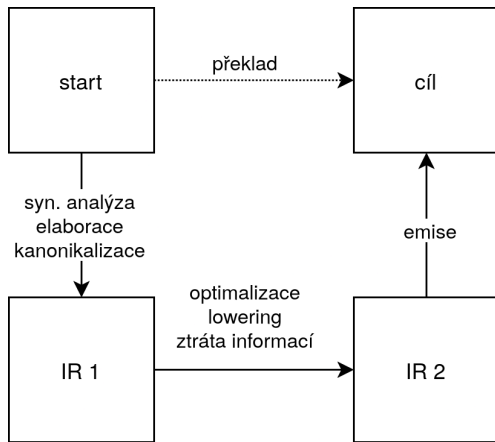 start
překlad
cíl
syn. analýza
elaborace
kanonikalizace
emise
optimalizace
lowering
ztráta informací
IR 1
IR 2